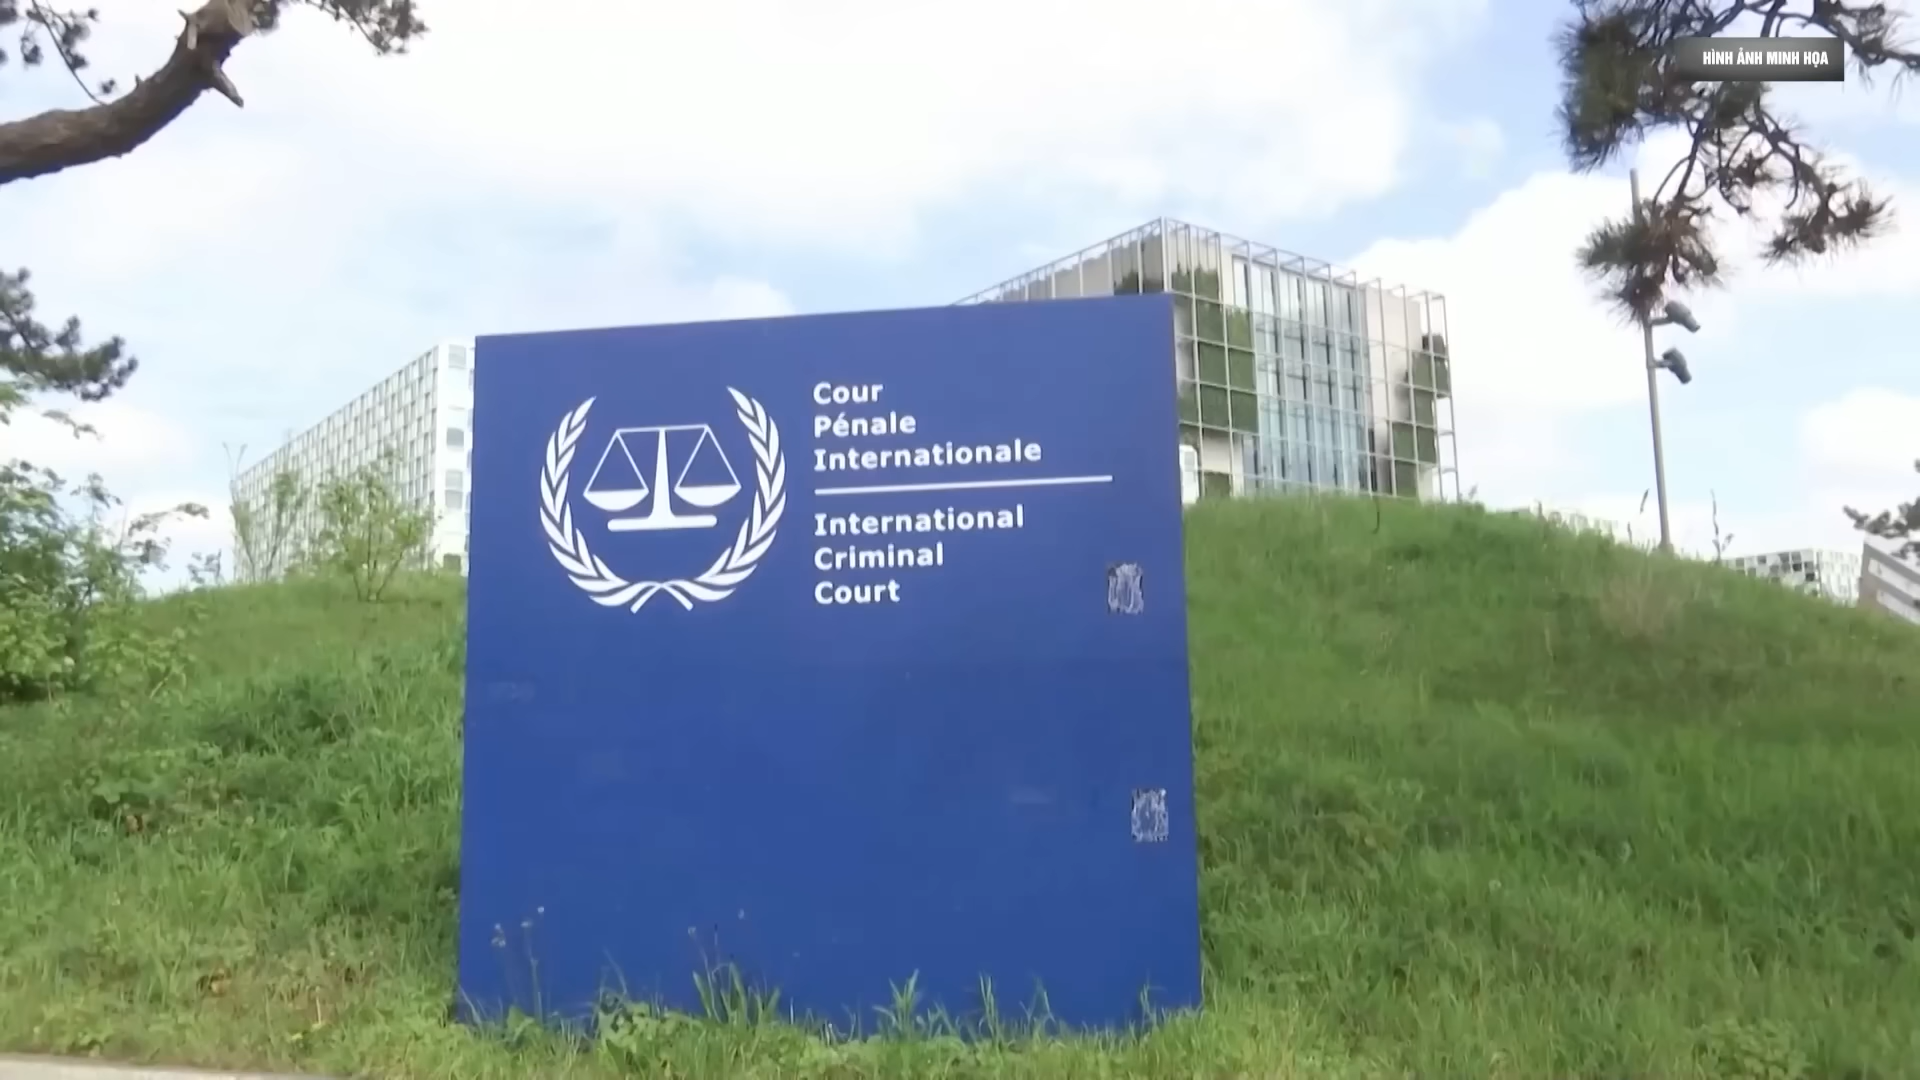 HÌNH ẢNH MINH HỌA
Cour
Pénale
Internationale
International
Criminal
Court